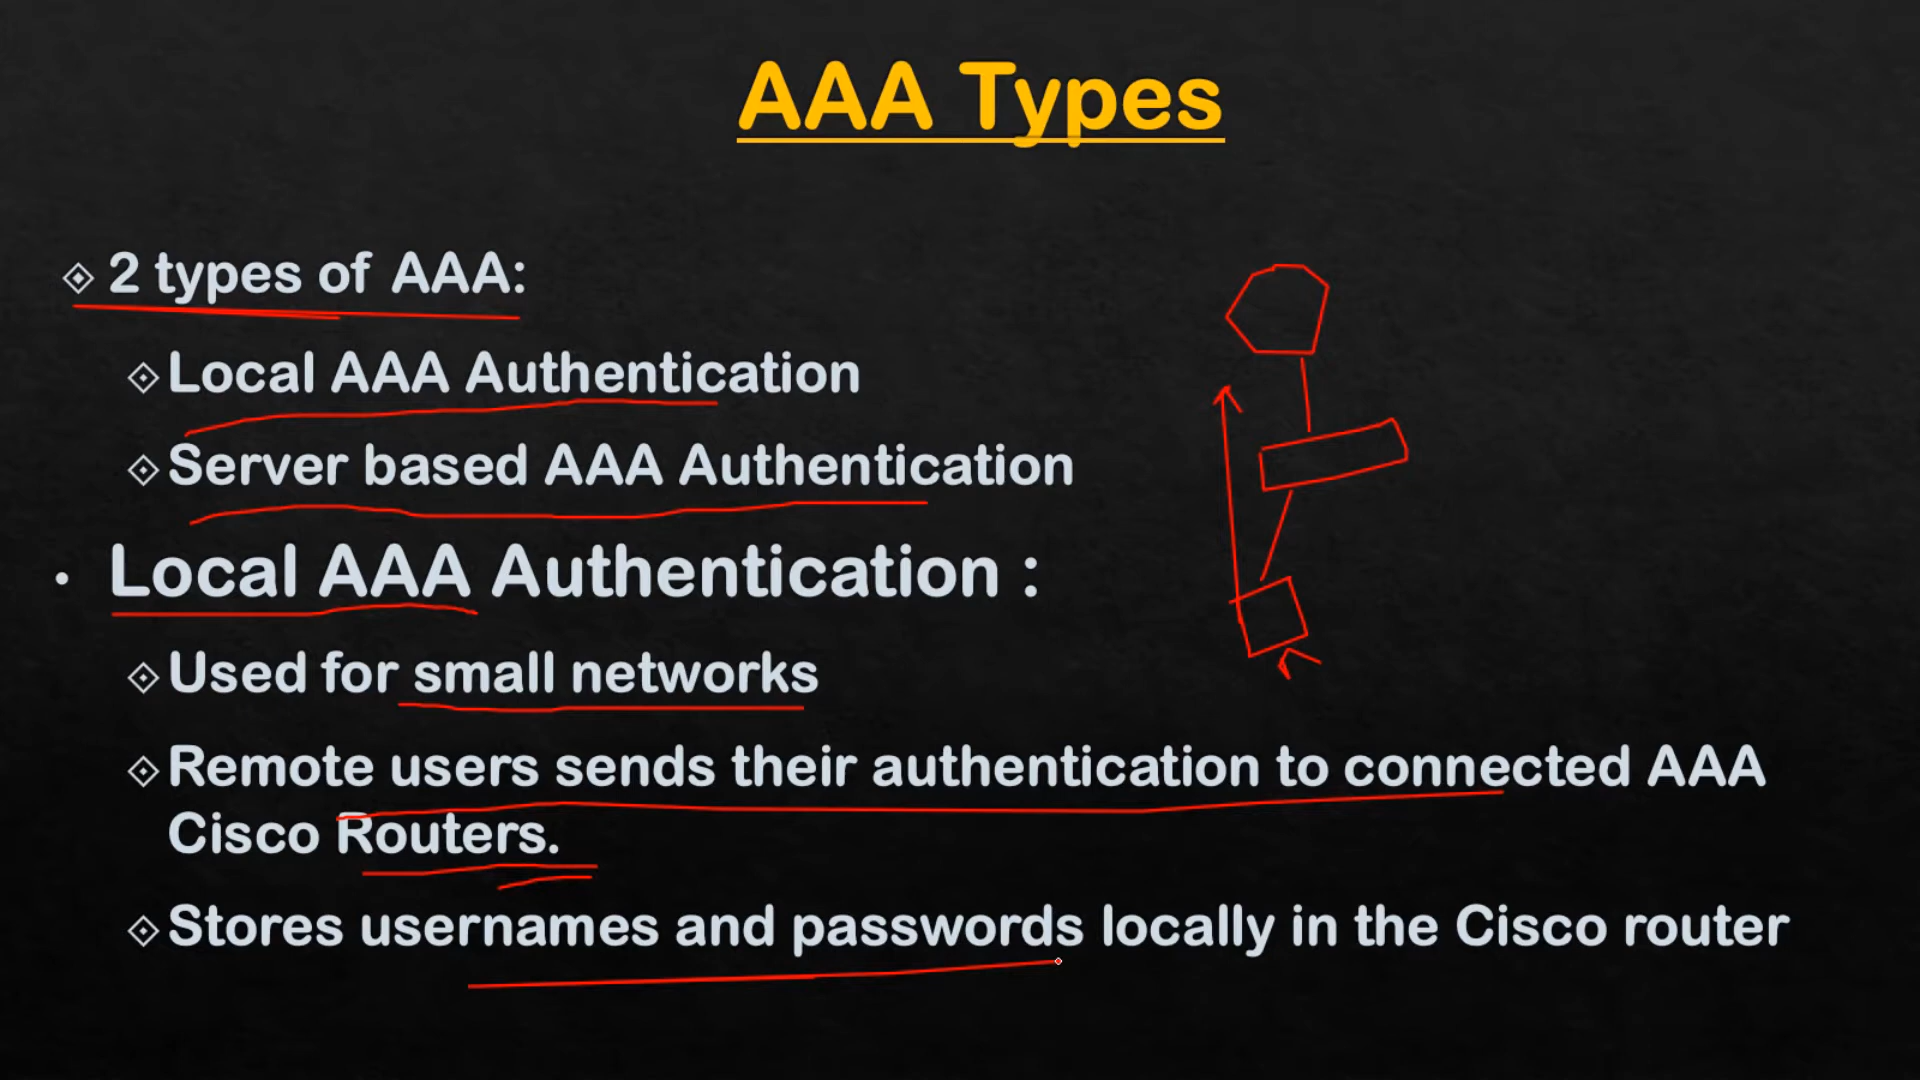 AAA Types
2 types of AAA:
Local AAA Authentication
Server based AAA Authentication
Local AAA Authentication :
Used for small networks
Remote users sends their authentication to connected AAA
Cisco Routers.
Stores usernames and passwords locally in the Cisco router